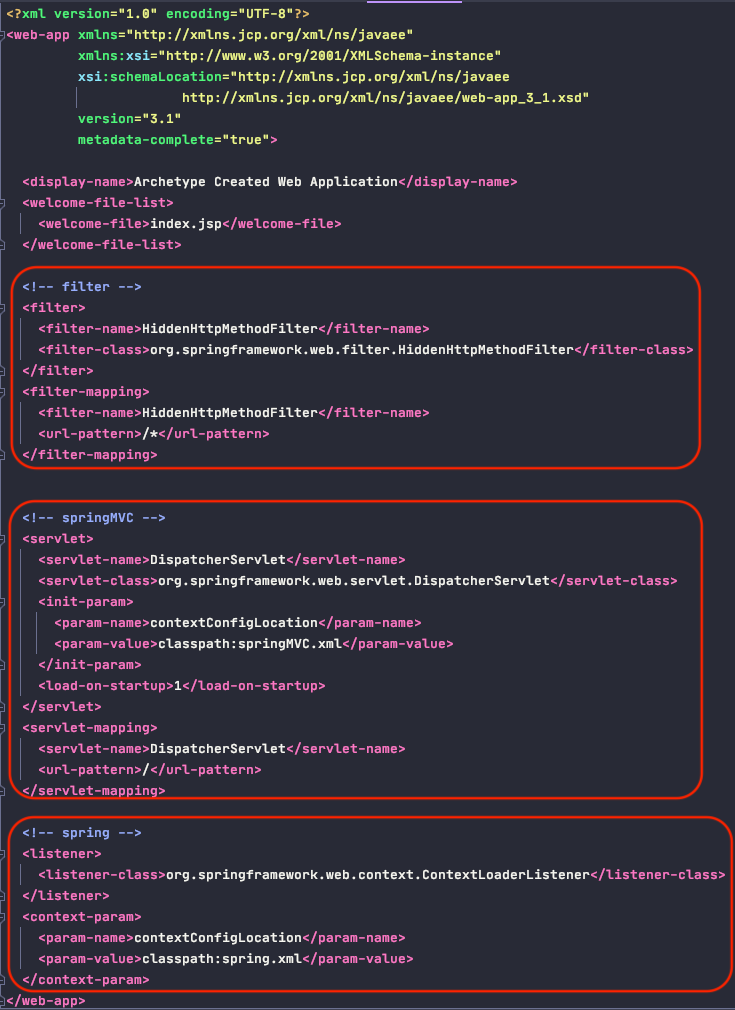 <?xml version="1.0" encoding="UTF-8"?>
<web-app xmlns="http://xmlns.jcp.org/xml/ns/javaee"
         xmlns:xsi="http://www.w3.org/2001/XMLSchema-instance"
         xsi:schemaLocation="http://xmlns.jcp.org/xml/ns/javaee
                      http://xmlns.jcp.org/xml/ns/javaee/web-app_3_1.xsd"
         version="3.1"
         metadata-complete="true">
  <display-name>Archetype Created Web Application</display-name>
  <welcome-file-list>
    <welcome-file>index.jsp</welcome-file>
  </welcome-file-list>
  <!-- filter -->
  <filter>
    <filter-name>HiddenHttpMethodFilter</filter-name>
    <filter-class>org.springframework.web.filter.HiddenHttpMethodFilter</filter-class>
  </filter>
  <filter-mapping>
    <filter-name>HiddenHttpMethodFilter</filter-name>
    <url-pattern>/*</url-pattern>
  </filter-mapping>
  <!-- springMVC -->
  <servlet>
    <servlet-name>DispatcherServlet</servlet-name>
    <servlet-class>org.springframework.web.servlet.DispatcherServlet</servlet-class>
    <init-param>
      <param-name>contextConfigLocation</param-name>
      <param-value>classpath:springMVC.xml</param-value>
    </init-param>
    <load-on-startup>1</load-on-startup>
  </servlet>
  <servlet-mapping>
    <servlet-name>DispatcherServlet</servlet-name>
    <url-pattern>/</url-pattern>
  </servlet-mapping>
  <!-- spring -->
  <listener>
    <listener-class>org.springframework.web.context.ContextLoaderListener</listener-class>
  </listener>
  <context-param>
    <param-name>contextConfigLocation</param-name>
    <param-value>classpath:spring.xml</param-value>
  </context-param>
</web-app>